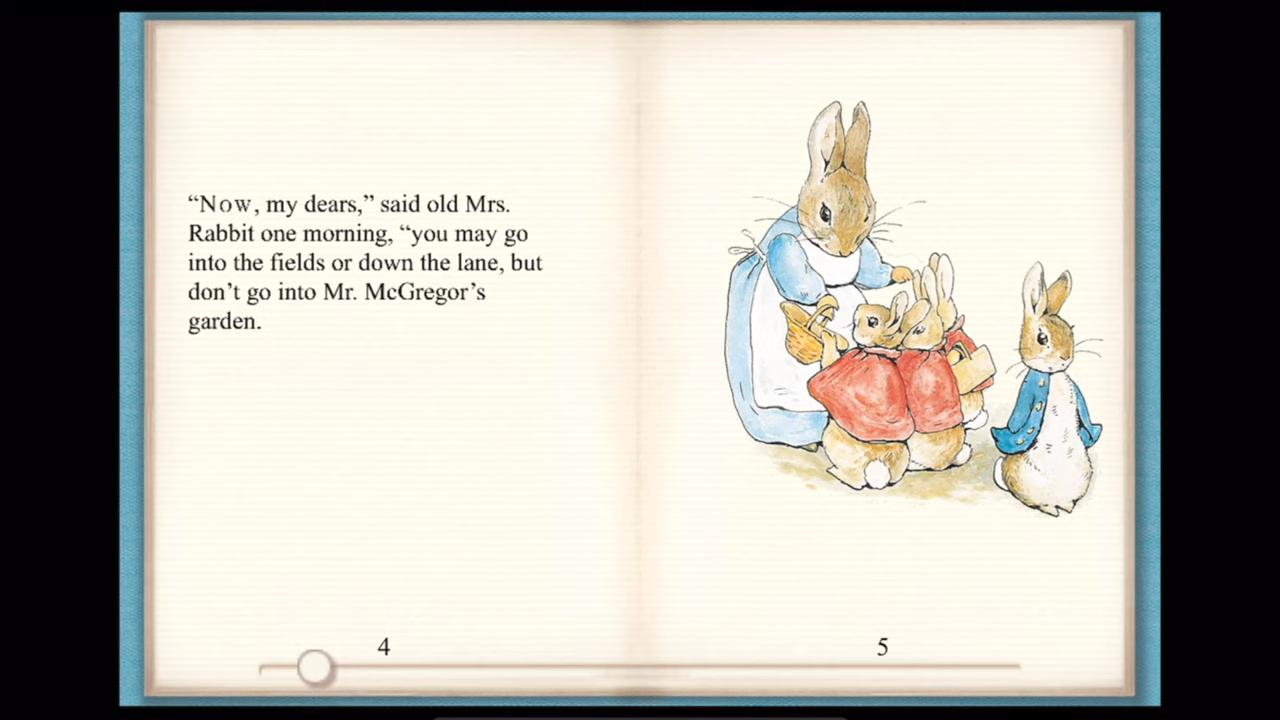 “Now, my dears,” said old Mrs.
Rabbit one morning, “you may go
into the fields or down the lane, but
don’t go into Mr. McGregor’s
garden.
4
5